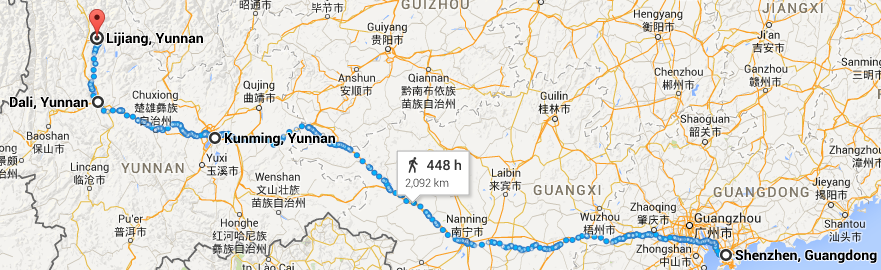 昭通市
毕节市
GUIZHOU
Hengyang
衡阳市
JIANGXI
Lijiang, Yunnan
Guiyang
贵阳市
Ji'an
吉安市
Anshun
安顺市
Qiannan
黔南布依族
苗族自治州
Chenzhou
郴州市
Ganzhou
赣州市
Sanming
三明市
Chuxiong
楚雄彝族
自治州
Qujing
曲靖市
Guilin
桂林市
Dali, Yunnan
Shaoguan
韶关市
Kunming, Yunnan
Baoshan
保山市
Yuxi
玉溪市
YUNNAN
448 h
2,092 km
Zhangzhou
漳州市
Lincang
临沧市
Wenshan
文山壮族
苗族自治州
Laibin
来宾市
GUANGXI
GUANGDONG
Jieyang
揭阳市
Pu'er
普洱市
Honghe
红河哈尼族
彝族自治州
Nanning
南宁市
Wuzhou
梧州市
Zhaoqing
肇庆市
Guangzhou
广州市
Shantou
汕头市
Zhongshan
中山市
Shenzhen, Guangdong
Lào Cai